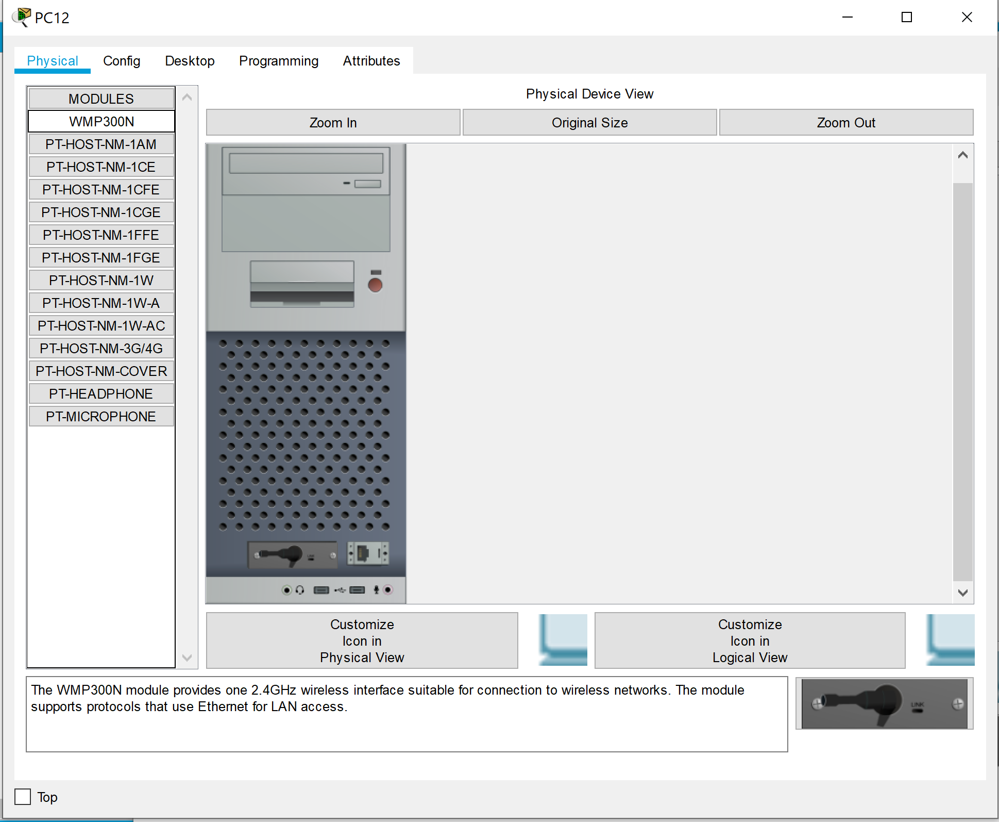 PC12
Physical
Config
Desktop
Programming
Attributes
MODULES
WMP300N
PT-HOST-NM-1AM
PT-HOST-NM-1CE
PT-HOST-NM-1CFE
PT-HOST-NM-1CGE
PT-HOST-NM-1FFE
PT-HOST-NM-1FGE
PT-HOST-NM-1W
PT-HOST-NM-1W-A
PT-HOST-NM-1W-AC
PT-HOST-NM-3G/4G
PT-HOST-NM-COVER
PT-HEADPHONE
PT-MICROPHONE
Physical Device View
Zoom In
Original Size
Zoom Out
Customize
Icon in
Physical View
Customize
Icon in
Logical View
The WMP300N module provides one 2.4GHz wireless interface suitable for connection to wireless networks. The module
supports protocols that use Ethernet for LAN access.
LINK
Top